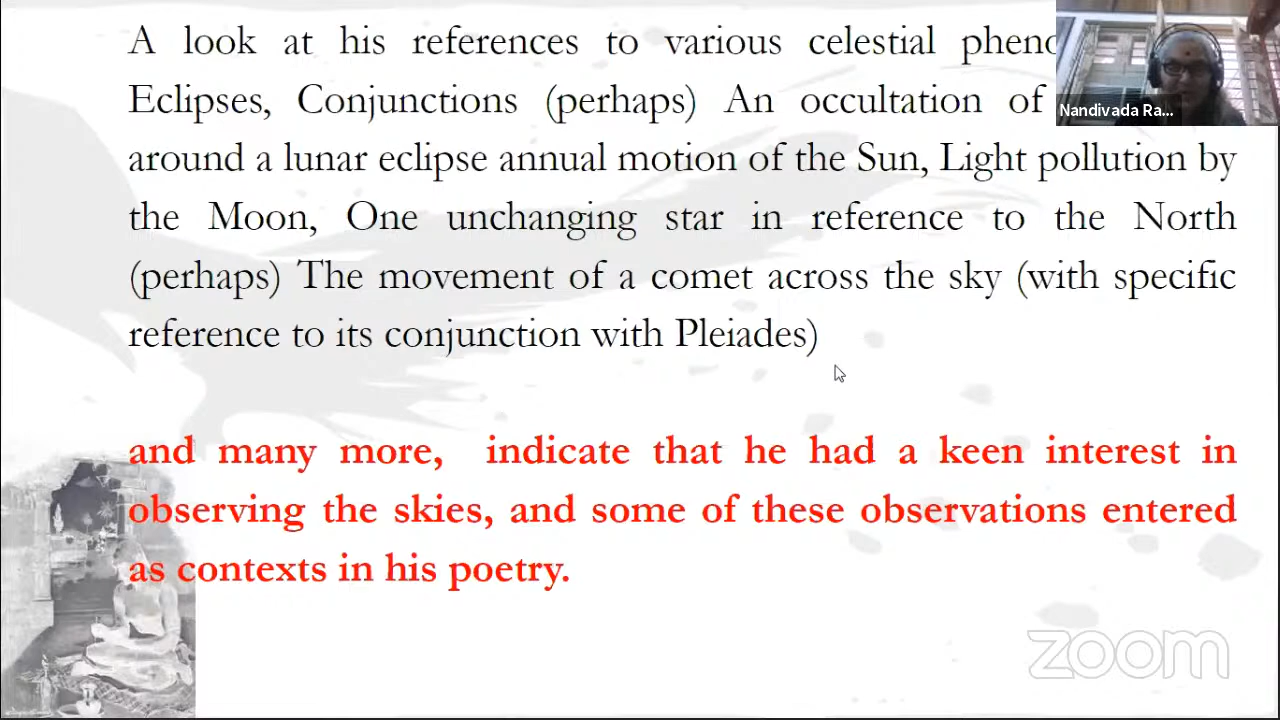 A look at his references to various celestial
Eclipses, Conjunctions (perhaps) An occultation of
around a lunar eclipse annual motion of the Sun, Light pollution by
the Moon, One unchanging star in reference to the North
(perhaps) The movement of a comet across the sky (with specific
reference to its conjunction with Pleiades)
and many more, indicate that he had a keen interest in
observing the skies, and some of these observations entered
as contexts in his poetry.
Nandivada Ra...
zoom